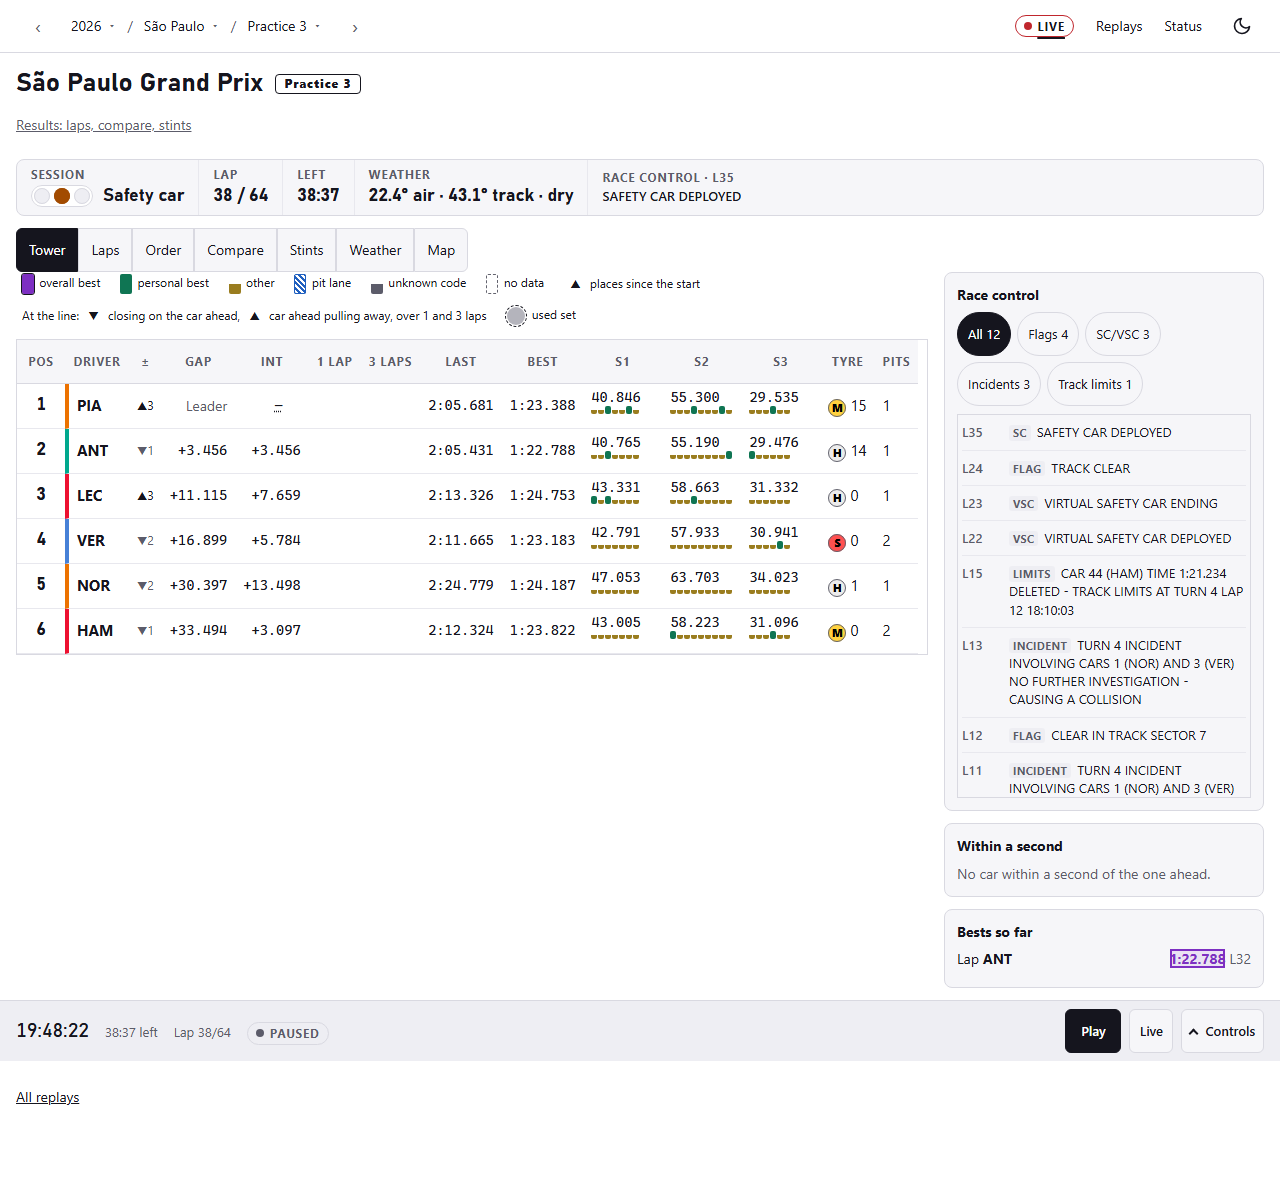 ‹ 2026 / São Paulo / Practice 3 › LIVE Replays Status
São Paulo Grand Prix Practice 3
Results: laps, compare, stints
SESSION LAP LEFT WEATHER RACE CONTROL · L35
Safety car 38 / 64 38:37 22.4° air · 43.1° track · dry SAFETY CAR DEPLOYED
Tower Laps Order Compare Stints Weather Map
overall best personal best other pit lane unknown code no data ▲ places since the start
At the line: ▼ closing on the car ahead, ▲ car ahead pulling away, over 1 and 3 laps used set
POS DRIVER ± GAP INT 1 LAP 3 LAPS LAST BEST S1 S2 S3 TYRE PITS
1 PIA ▲3 Leader – 2:05.681 1:23.388 40.846 55.300 29.535 M 15 1
2 ANT ▼1 +3.456 +3.456 2:05.431 1:22.788 40.765 55.190 29.476 H 14 1
3 LEC ▲3 +11.115 +7.659 2:13.326 1:24.753 43.331 58.663 31.332 H 0 1
4 VER ▼2 +16.899 +5.784 2:11.665 1:23.183 42.791 57.933 30.941 S 0 2
5 NOR ▼2 +30.397 +13.498 2:24.779 1:24.187 47.053 63.703 34.023 H 1 1
6 HAM ▼1 +33.494 +3.097 2:12.324 1:23.822 43.005 58.223 31.096 M 0 2
Race control
All 12 Flags 4 SC/VSC 3
Incidents 3 Track limits 1
L35 SC SAFETY CAR DEPLOYED
L24 FLAG TRACK CLEAR
L23 VSC VIRTUAL SAFETY CAR ENDING
L22 VSC VIRTUAL SAFETY CAR DEPLOYED
L15 LIMITS CAR 44 (HAM) TIME 1:21.234
DELETED - TRACK LIMITS AT TURN 4 LAP
12 18:10:03
L13 INCIDENT TURN 4 INCIDENT
INVOLVING CARS 1 (NOR) AND 3 (VER)
NO FURTHER INVESTIGATION -
CAUSING A COLLISION
L12 FLAG CLEAR IN TRACK SECTOR 7
L11 INCIDENT TURN 4 INCIDENT
INVOLVING CARS 1 (NOR) AND 3 (VER)
Within a second
No car within a second of the one ahead.
Bests so far
Lap ANT 1:22.788 L32
19:48:22 38:37 left Lap 38/64 PAUSED Play Live Controls
All replays